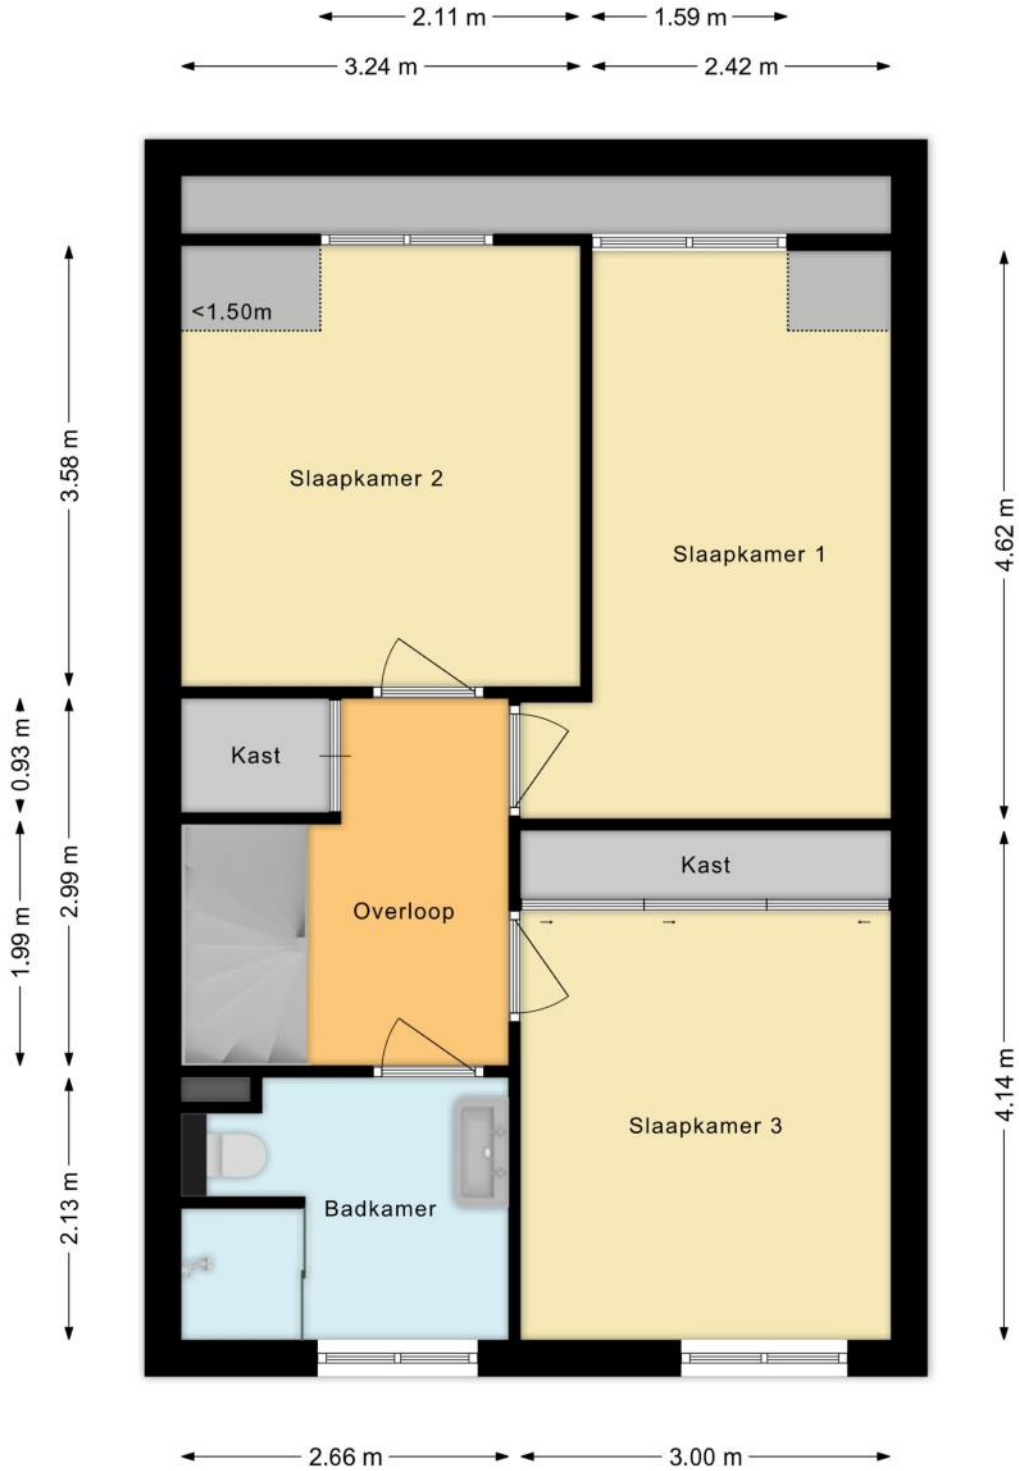 2.11 m
1.59 m
3.24 m
2.42 m
<1.50m
3.58 m
Slaapkamer 2
4.62 m
Slaapkamer 1
0.93 m
Kast
2.99 m
Kast
1.99 m
Overloop
4.14 m
Slaapkamer 3
2.13 m
Badkamer
2.66 m
3.00 m